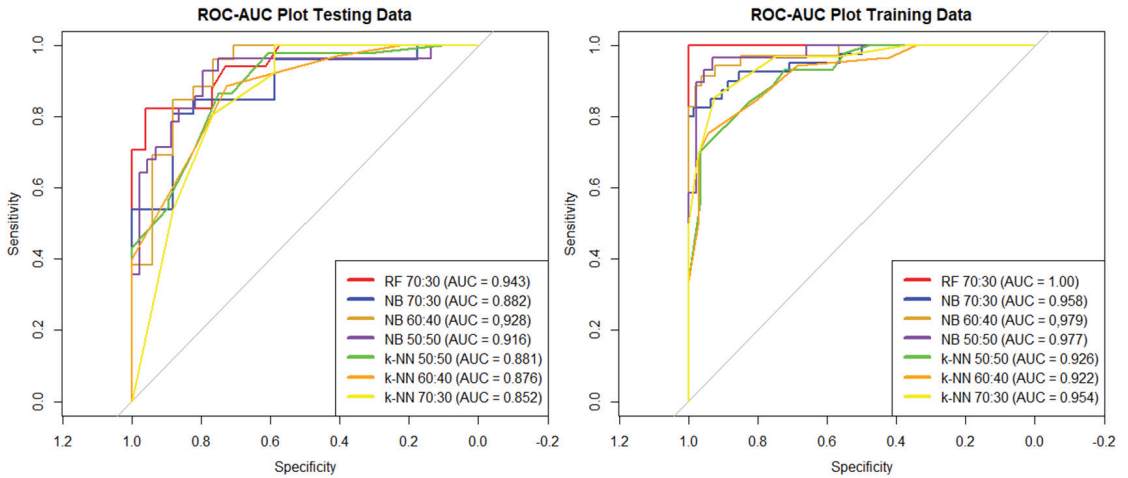 ROC-AUC Plot Testing Data
Sensitivity
1.0
0.8
0.6
0.4
0.2
0.0
RF 70:30 (AUC = 0.943)
NB 70:30 (AUC = 0.882)
NB 60:40 (AUC = 0,928)
NB 50:50 (AUC = 0.916)
k-NN 50:50 (AUC = 0.881)
k-NN 60:40 (AUC = 0.876)
k-NN 70:30 (AUC = 0.852)
1.2 1.0 0.8 0.6 0.4 0.2 0.0 -0.2
Specificity
ROC-AUC Plot Training Data
Sensitivity
1.0
0.8
0.6
0.4
0.2
0.0
RF 70:30 (AUC = 1.00)
NB 70:30 (AUC = 0.958)
NB 60:40 (AUC = 0,979)
NB 50:50 (AUC = 0.977)
k-NN 50:50 (AUC = 0.926)
k-NN 60:40 (AUC = 0.922)
k-NN 70:30 (AUC = 0.954)
1.2 1.0 0.8 0.6 0.4 0.2 0.0 -0.2
Specificity